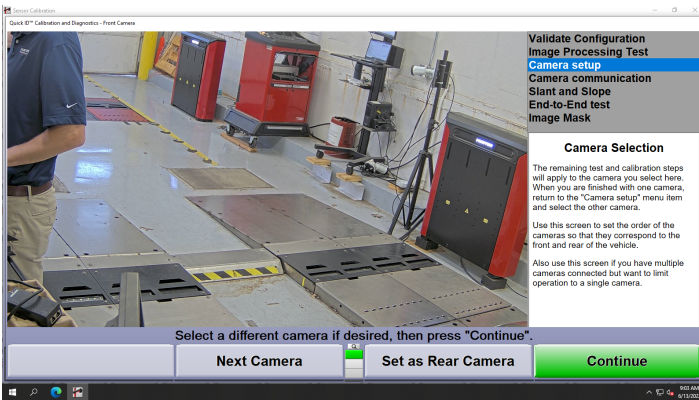 Sensor Calibration
Quick ID™ Calibration and Diagnostics - Front Camera
Validate Configuration
Image Processing Test
Camera setup
Camera communication
Slant and Slope
End-to-End test
Image Mask
Camera Selection
The remaining test and calibration steps
will apply to the camera you select here.
When you are finished with one camera,
return to the "Camera setup" menu item
and select the other camera.
Use this screen to set the order of the
cameras so that they correspond to the
front and rear of the vehicle.
Also use this screen if you have multiple
cameras connected but want to limit
operation to a single camera.
Select a different camera if desired, then press "Continue".
Next Camera
Set as Rear Camera
Continue
9:03 AM